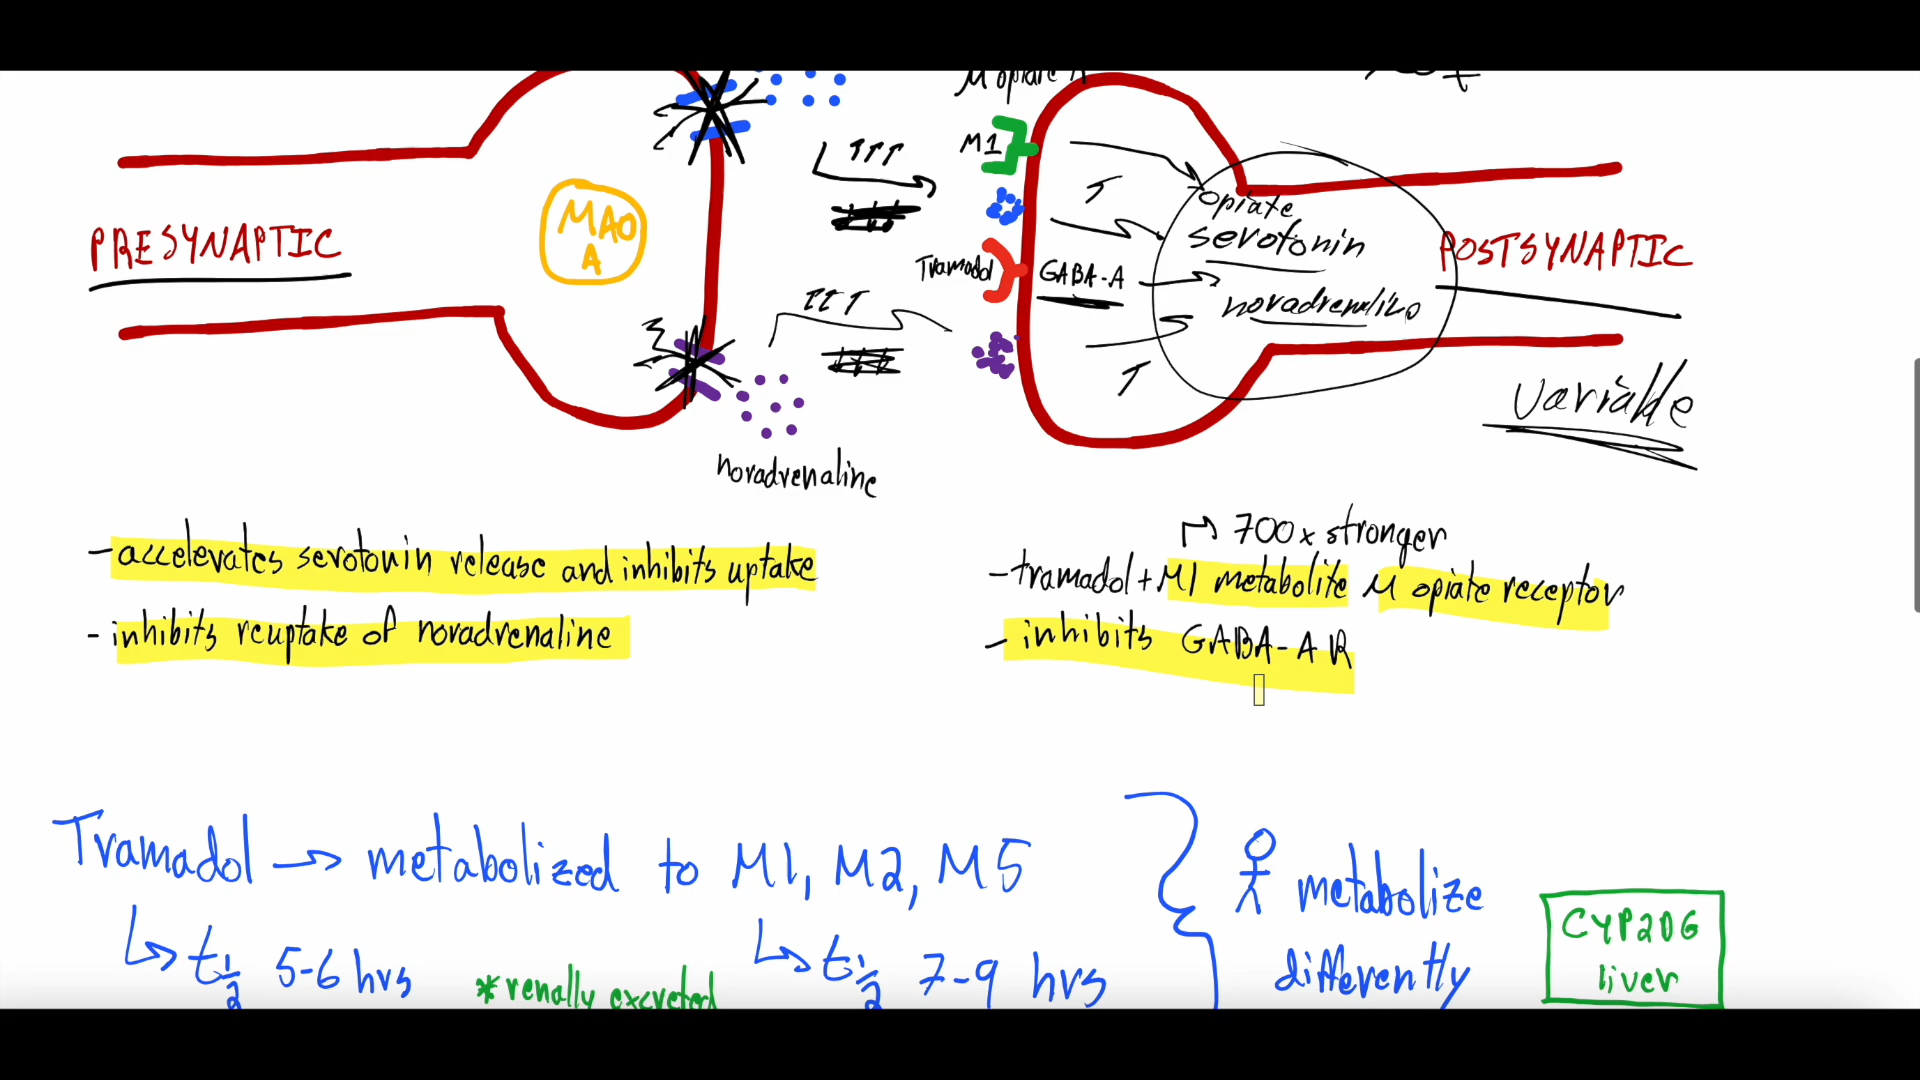 M opiate R
M1
↑↑↑
MAO
A
PRESYNAPTIC
opiate
serotonin
POSTSYNAPTIC
Tramadol
GABA-A
↑↑↑
noradrenaline
variable
- accelerates serotonin release and inhibits uptake
- inhibits reuptake of noradrenaline
↱ 700x stronger
- tramadol + M1 metabolite M opiate receptor
- inhibits GABA-A R
Tramadol → metabolized to M1, M2, M5
↳ t½ 5-6 hrs
* renally excreted
↳ t½ 7-9 hrs
metabolize
differently
CYP2D6
liver